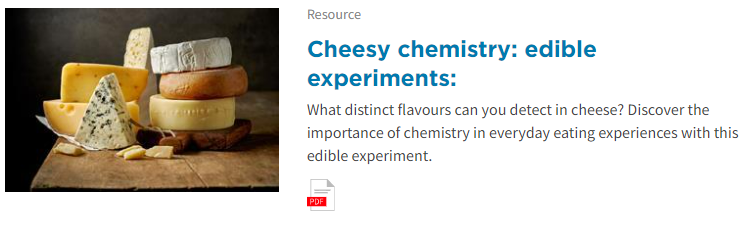 Resource
Cheesy chemistry: edible
experiments:
What distinct flavours can you detect in cheese? Discover the
importance of chemistry in everyday eating experiences with this
edible experiment.
PDF